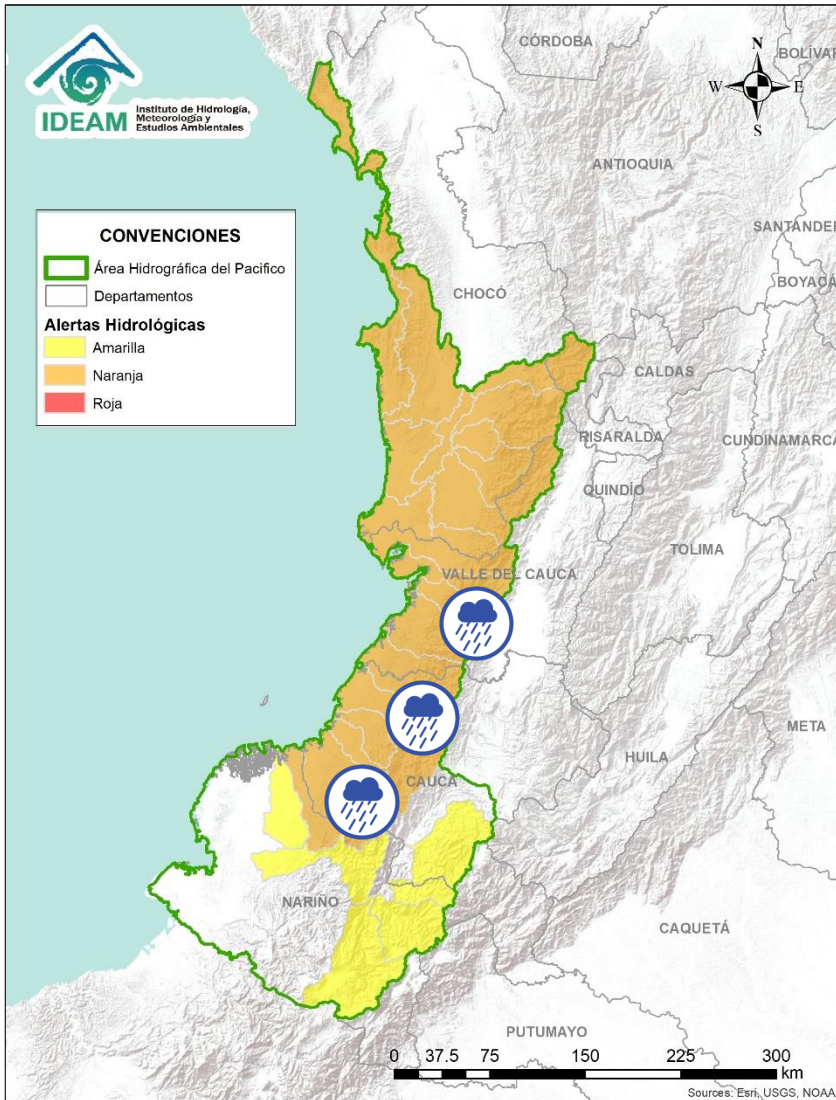 IDEAM
Instituto de Hidrología,
Meteorología y
Estudios Ambientales
CÓRDOBA
BOLÍVAR
N
W
E
S
ANTIOQUIA
SANTANDER
BOYACÁ
CONVENCIONES
Área Hidrográfica del Pacifico
Departamentos
Alertas Hidrológicas
Amarilla
Naranja
Roja
CHOCÓ
CALDAS
RISARALDA
CUNDINAMARCA
QUINDÍO
TOLIMA
VALLE DEL CAUCA
META
HUILA
CAUCA
NARIÑO
CAQUETÁ
PUTUMAYO
0 37.5 75 150 225 300
km
Sources: Esri, USGS, NOAA